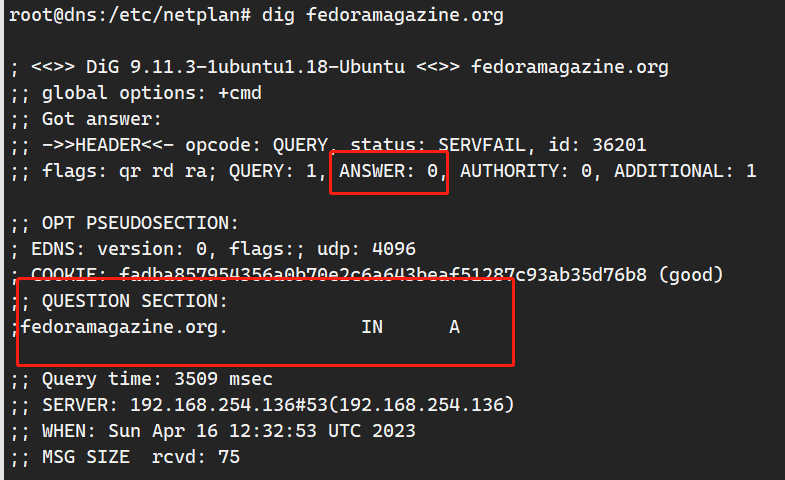 root@dns:/etc/netplan# dig fedoramagazine.org
; <<>> DiG 9.11.3-1ubuntu1.18-Ubuntu <<>> fedoramagazine.org
;; global options: +cmd
;; Got answer:
;; ->>HEADER<<- opcode: QUERY, status: SERVFAIL, id: 36201
;; flags: qr rd ra; QUERY: 1, ANSWER: 0, AUTHORITY: 0, ADDITIONAL: 1
;; OPT PSEUDOSECTION:
; EDNS: version: 0, flags:; udp: 4096
; COOKIE: fadba857954356a0b70e2c6a643beaf51287c93ab35d76b8 (good)
;; QUESTION SECTION:
;fedoramagazine.org. IN A
;; Query time: 3509 msec
;; SERVER: 192.168.254.136#53(192.168.254.136)
;; WHEN: Sun Apr 16 12:32:53 UTC 2023
;; MSG SIZE rcvd: 75